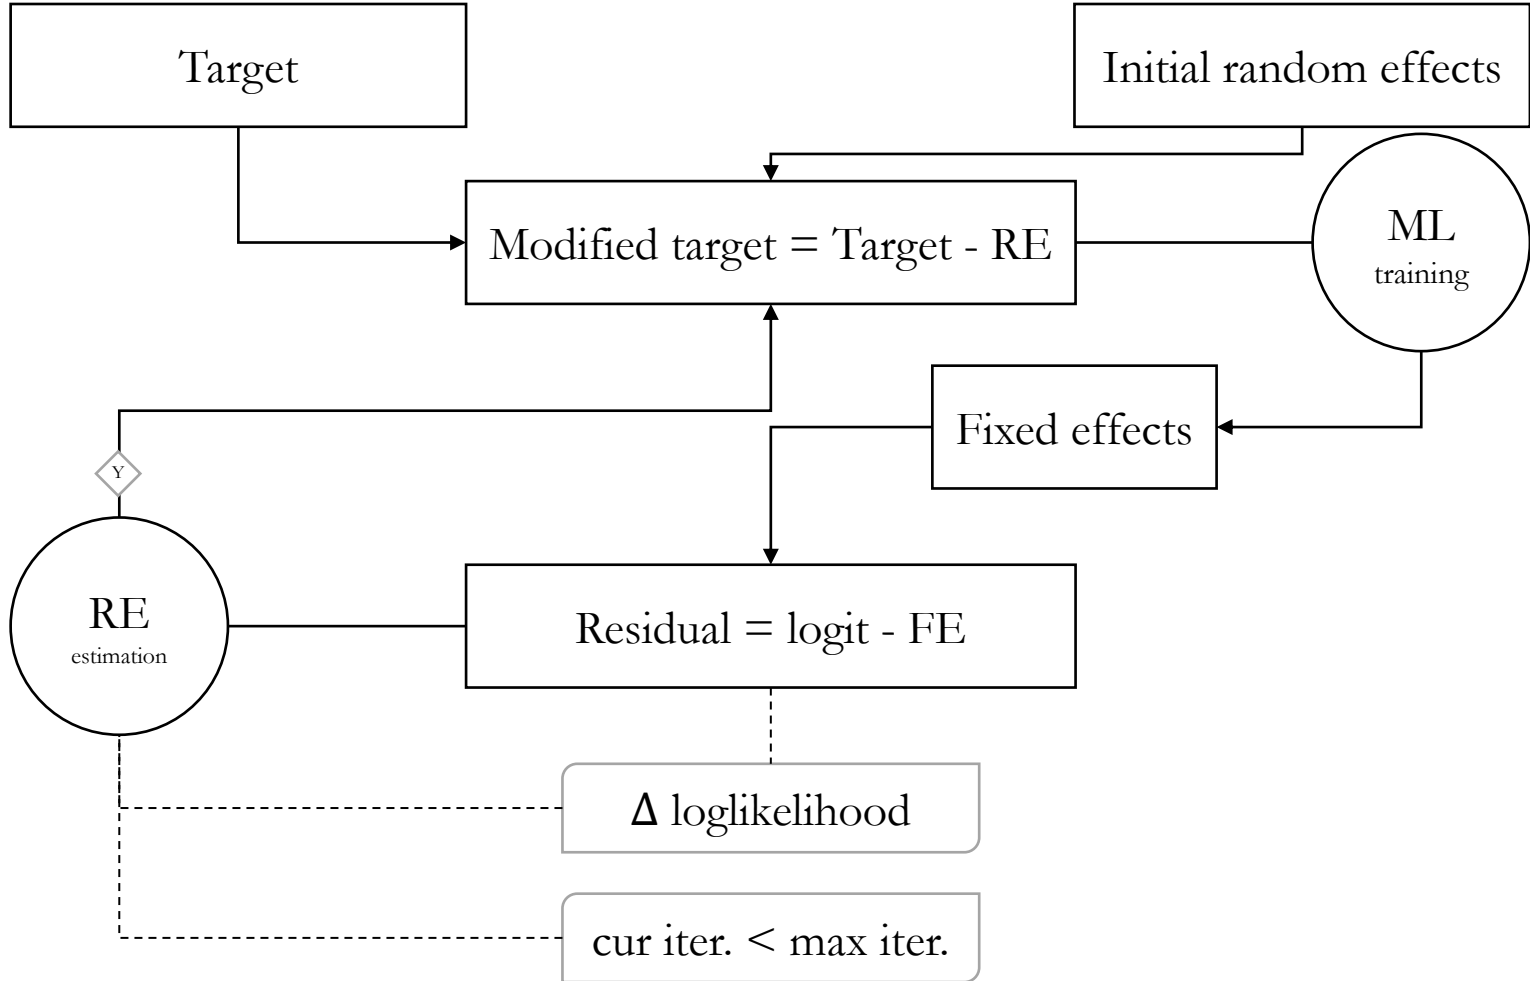 Target
Initial random effects
Modified target = Target - RE
ML
training
Fixed effects
Y
RE
estimation
Residual = logit - FE
Δ loglikelihood
cur iter. < max iter.